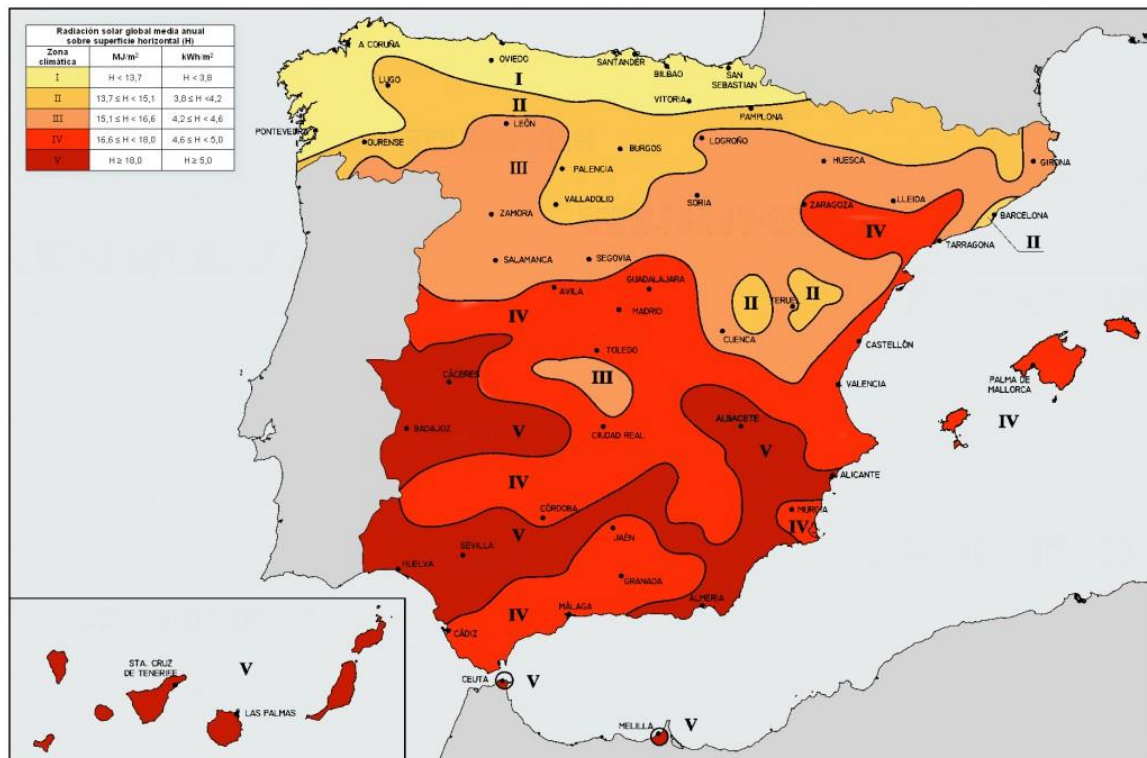 Radiación solar global media anual
sobre superficie horizontal (H)
Zona climática MJ/m² kWh/m²
I H < 13,7 H < 3,8
II 13,7 ≤ H < 15,1 3,8 ≤ H <4,2
III 15,1 ≤ H < 16,6 4,2 ≤ H < 4,6
IV 16,6 ≤ H < 18,0 4,6 ≤ H < 5,0
V H ≥ 18,0 H ≥ 5,0
A CORUÑA
OVIEDO
SANTANDER
BILBAO
SAN
SEBASTIAN
I
LUGO
VITORIA
II
PAMPLONA
LEÓN
PONTEVEDRA
OURENSE
LOGROÑO
BURGOS
III
PALENCIA
HUESCA
GIRONA
VALLADOLID
SORIA
ZARAGOZA
LLEIDA
ZAMORA
BARCELONA
IV
II
TARRAGONA
SALAMANCA
SEGOVIA
GUADALAJARA
AVILA
II
TERUEL
II
IV
MADRID
CUENCA
CASTELLÓN
TOLEDO
III
CÁCERES
VALENCIA
PALMA DE
MALLORCA
IV
BADAJOZ
V
CIUDAD REAL
ALBACETE
V
IV
ALICANTE
CÓRDOBA
MURCIA
IV
V
JAÉN
SEVILLA
HUELVA
GRANADA
ALMERIA
IV
MÁLAGA
CÁDIZ
STA. CRUZ
DE TENERIFE
V
LAS PALMAS
CEUTA
V
MELILLA
V